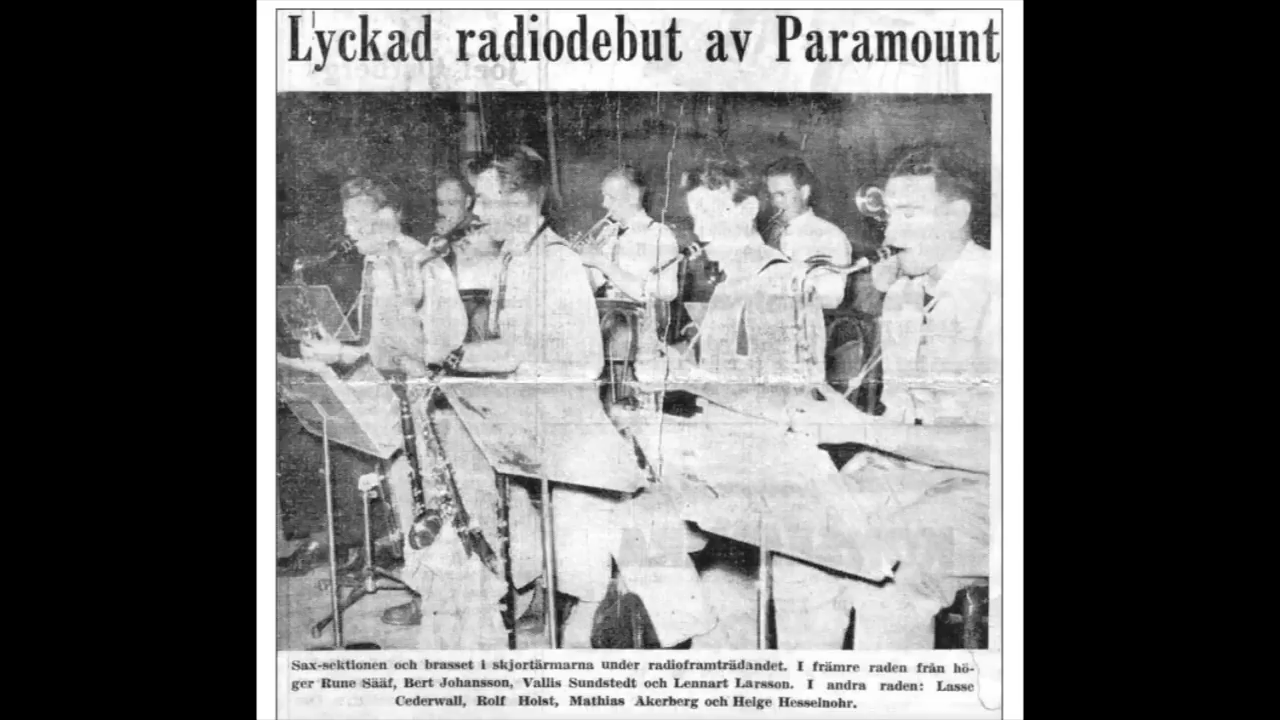 Lyckad radiodebut av Paramount
Sax-sektionen och brasset i skjortärmarna under radioframträdandet. I främre raden från hö-
ger Rune Sääf, Bert Johansson, Vallis Sundstedt och Lennart Larsson. I andra raden: Lasse
Cederwall, Rolf Holst, Mathias Åkerberg och Helge Hesselnohr.